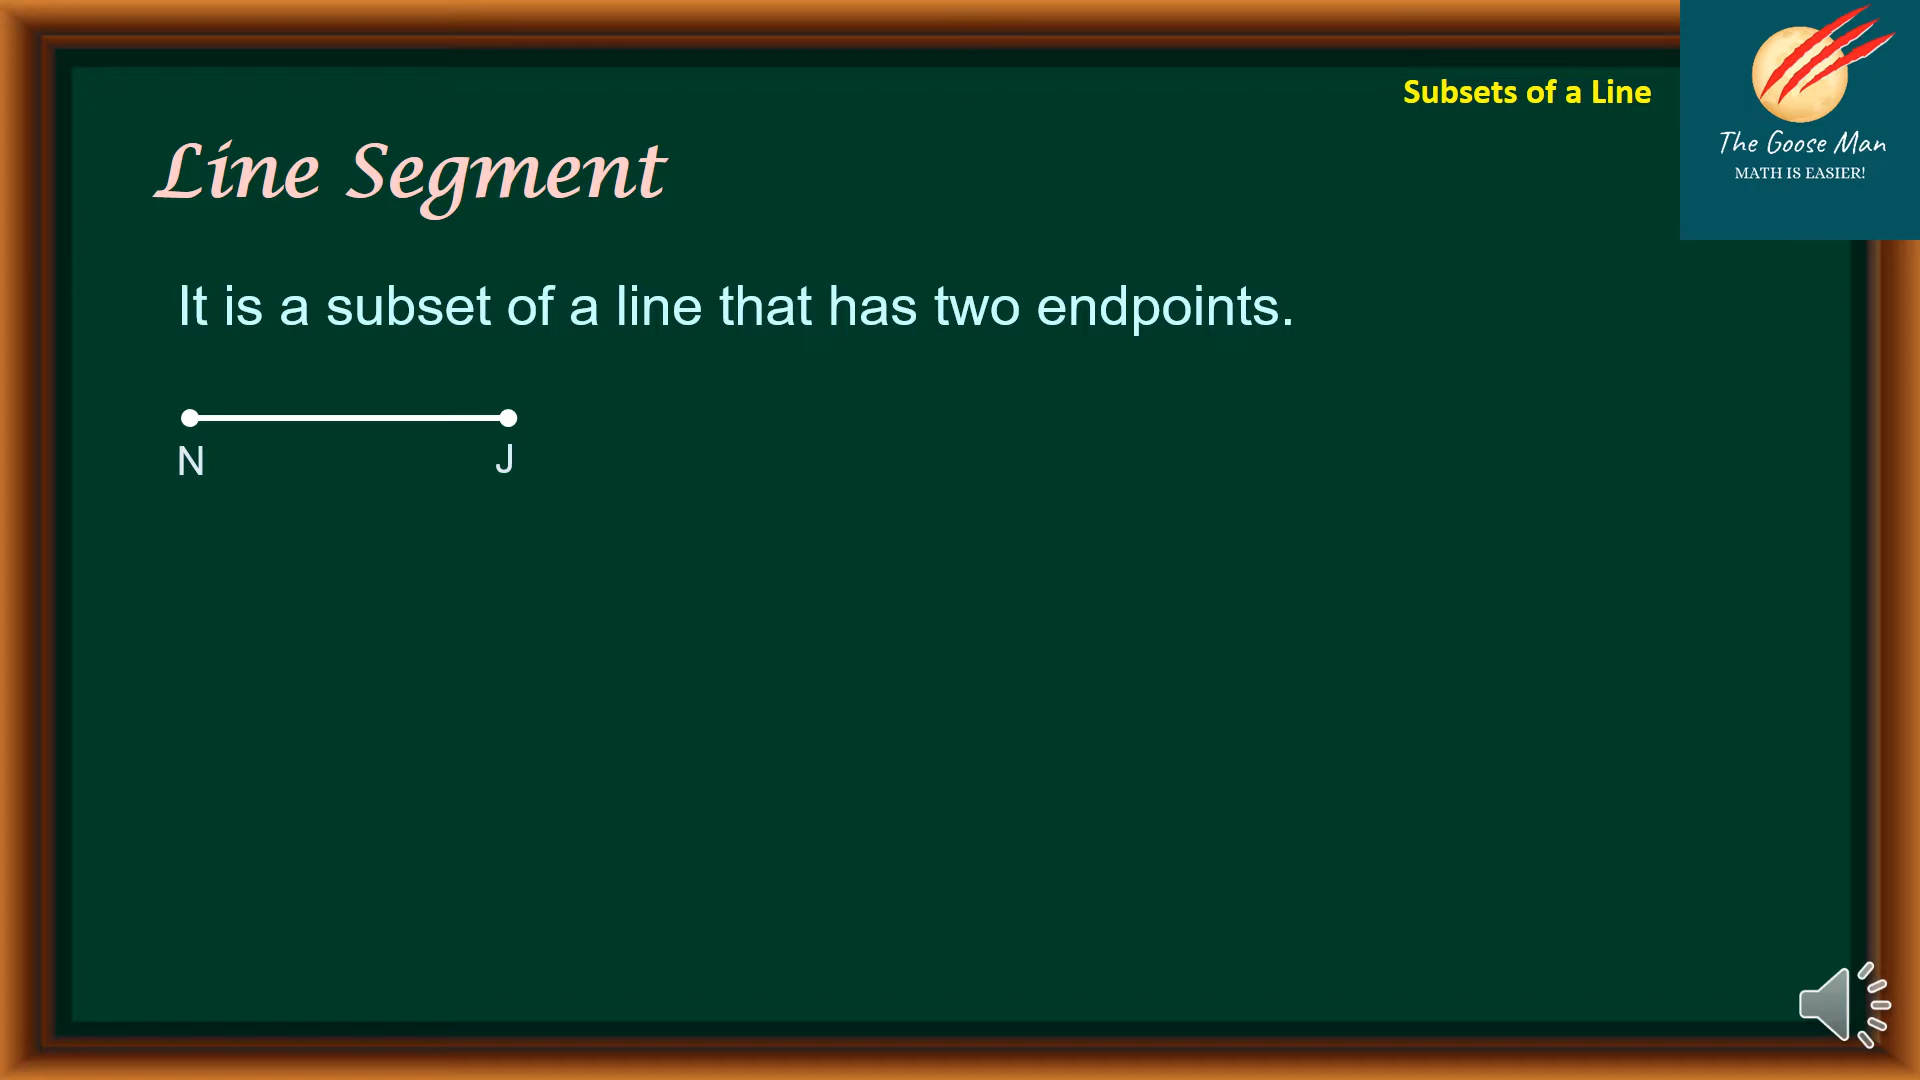 Subsets of a Line
The Goose Man
MATH IS EASIER!
Line Segment
It is a subset of a line that has two endpoints.
N J